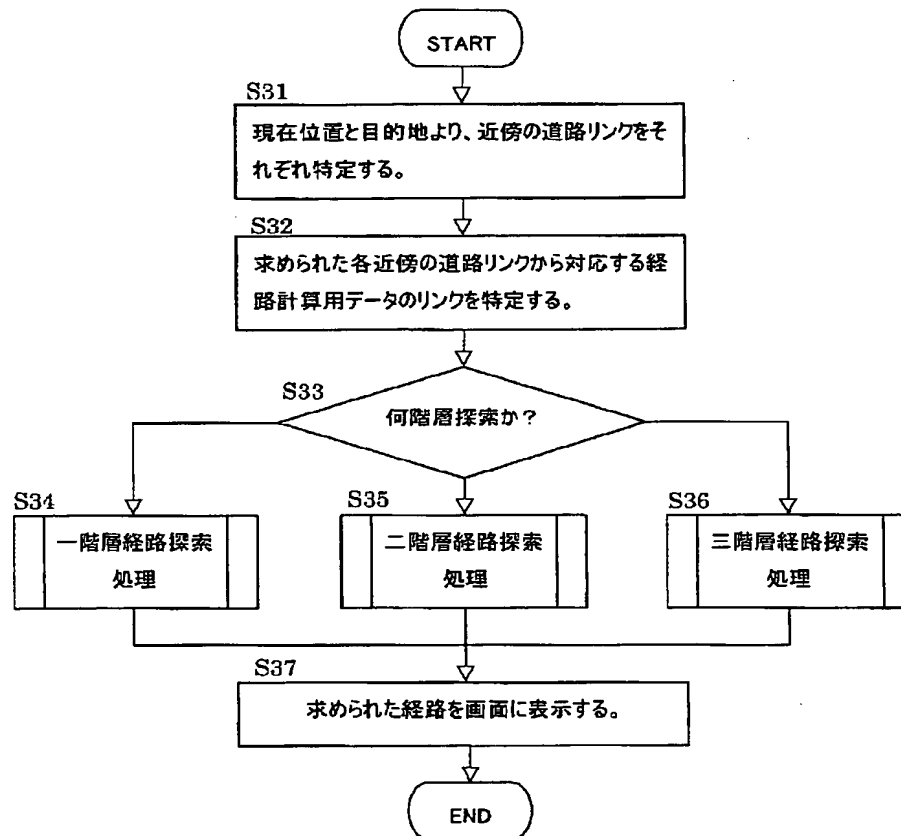 START
S31
現在位置と目的地より、近傍の道路リンクをそ
れぞれ特定する。
S32
求められた各近傍の道路リンクから対応する経
路計算用データのリンクを特定する。
S33
何階層探索か？
S34
一階層経路探索
処理
S35
二階層経路探索
処理
S36
三階層経路探索
処理
S37
求められた経路を画面に表示する。
END